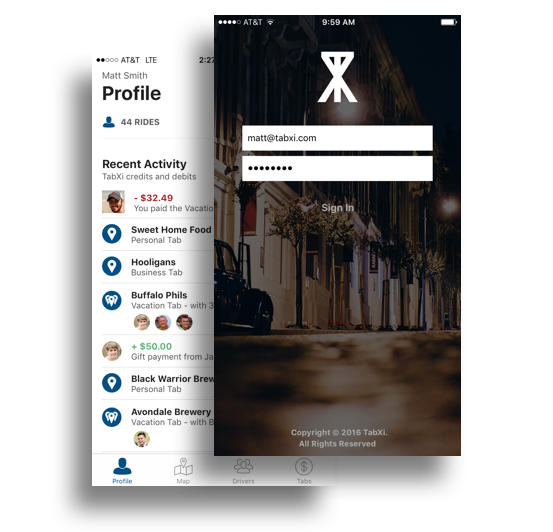 AT&T LTE 2:27
Matt Smith
Profile
44 RIDES
Recent Activity
TabXi credits and debits
- $32.49
You paid the Vacatio
Sweet Home Food
Personal Tab
Hooligans
Business Tab
Buffalo Phils
Vacation Tab - with 3
+ $50.00
Gift payment from Ja
Black Warrior Brew
Personal Tab
Avondale Brewery
Vacation Tab - with B
Profile Map Drivers Tabs
AT&T 9:59 AM
matt@tabxi.com
Sign In
Copyright © 2016 TabXi.
All Rights Reserved